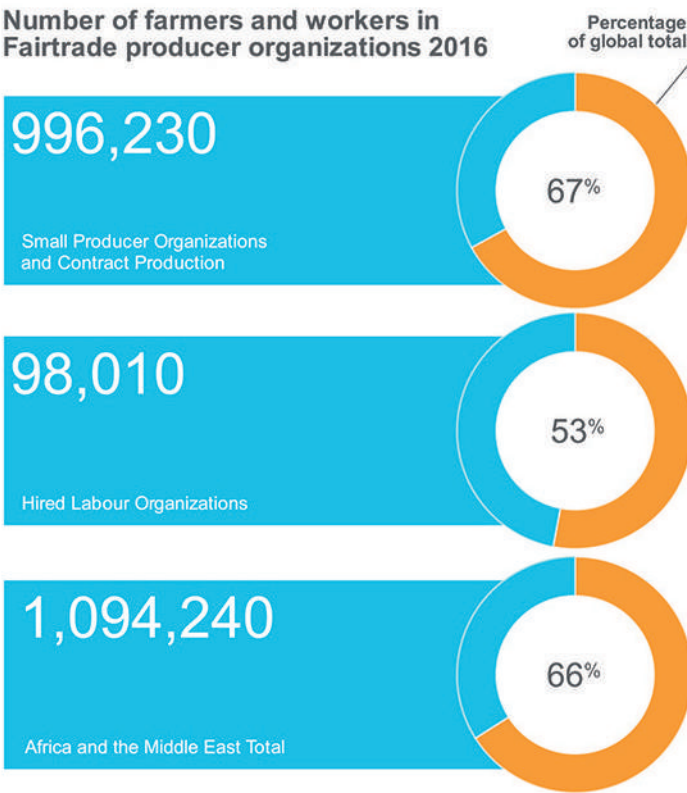 Number of farmers and workers in
Fairtrade producer organizations 2016
Percentage
of global total
996,230
Small Producer Organizations
and Contract Production
67%
98,010
Hired Labour Organizations
53%
1,094,240
Africa and the Middle East Total
66%